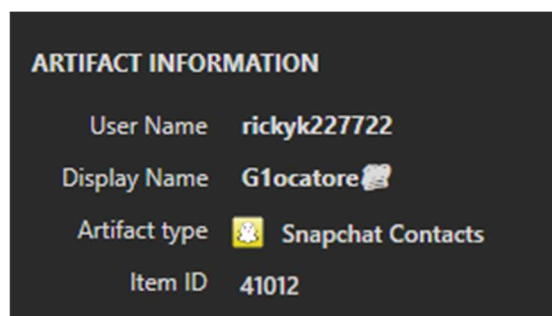 ARTIFACT INFORMATION
User Name rickyk227722
Display Name G1ocatore
Artifact type Snapchat Contacts
Item ID 41012